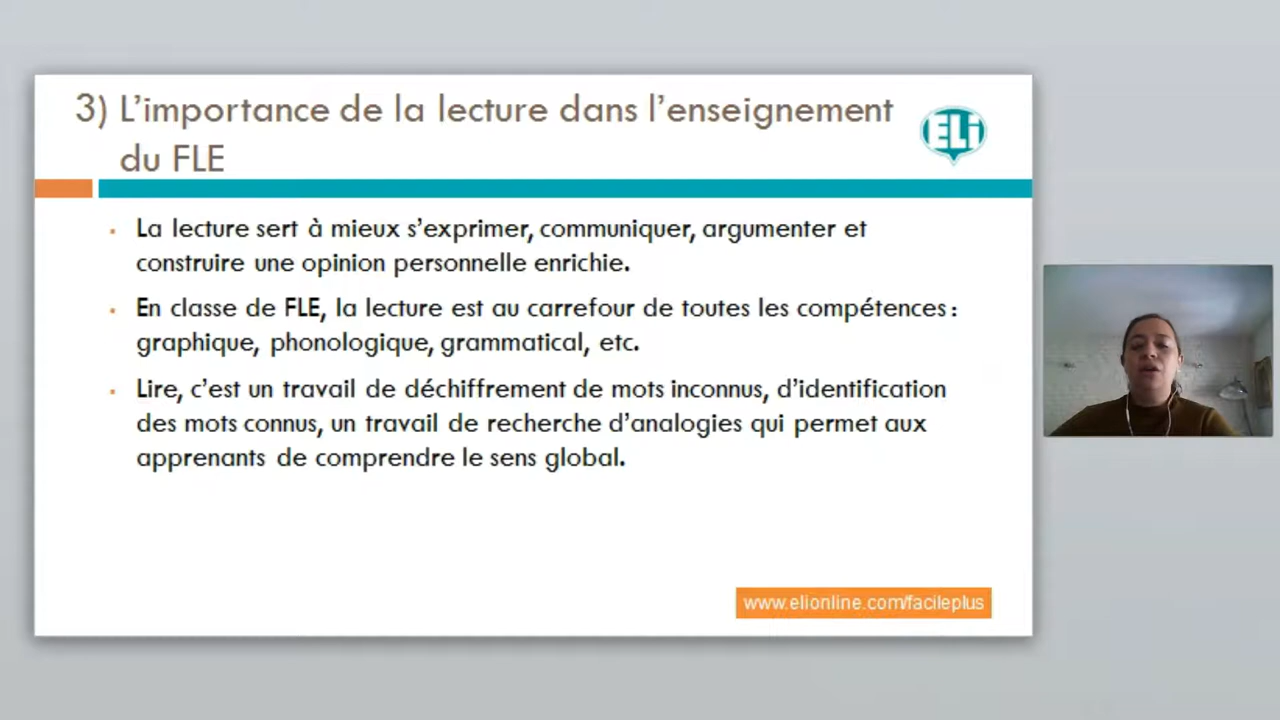 3) L’importance de la lecture dans l’enseignement
du FLE
ELi
La lecture sert à mieux s’exprimer, communiquer, argumenter et
construire une opinion personnelle enrichie.
En classe de FLE, la lecture est au carrefour de toutes les compétences :
graphique, phonologique, grammatical, etc.
Lire, c’est un travail de déchiffrement de mots inconnus, d’identification
des mots connus, un travail de recherche d’analogies qui permet aux
apprenants de comprendre le sens global.
www.elionline.com/facileplus